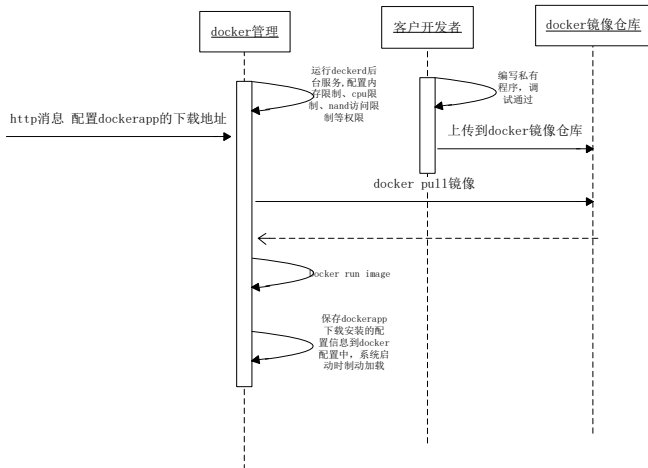 docker管理
客户开发者
docker镜像仓库
运行deckerd后
台服务,配置内
存限制、cpu限
制、nand访问限
制等权限
编写私有
程序，调
试通过
http消息 配置dockerapp的下载地址
上传到docker镜像仓库
docker pull镜像
Docker run image
保存dockerapp
下载安装的配
置信息到docker
配置中，系统启
动时制动加载